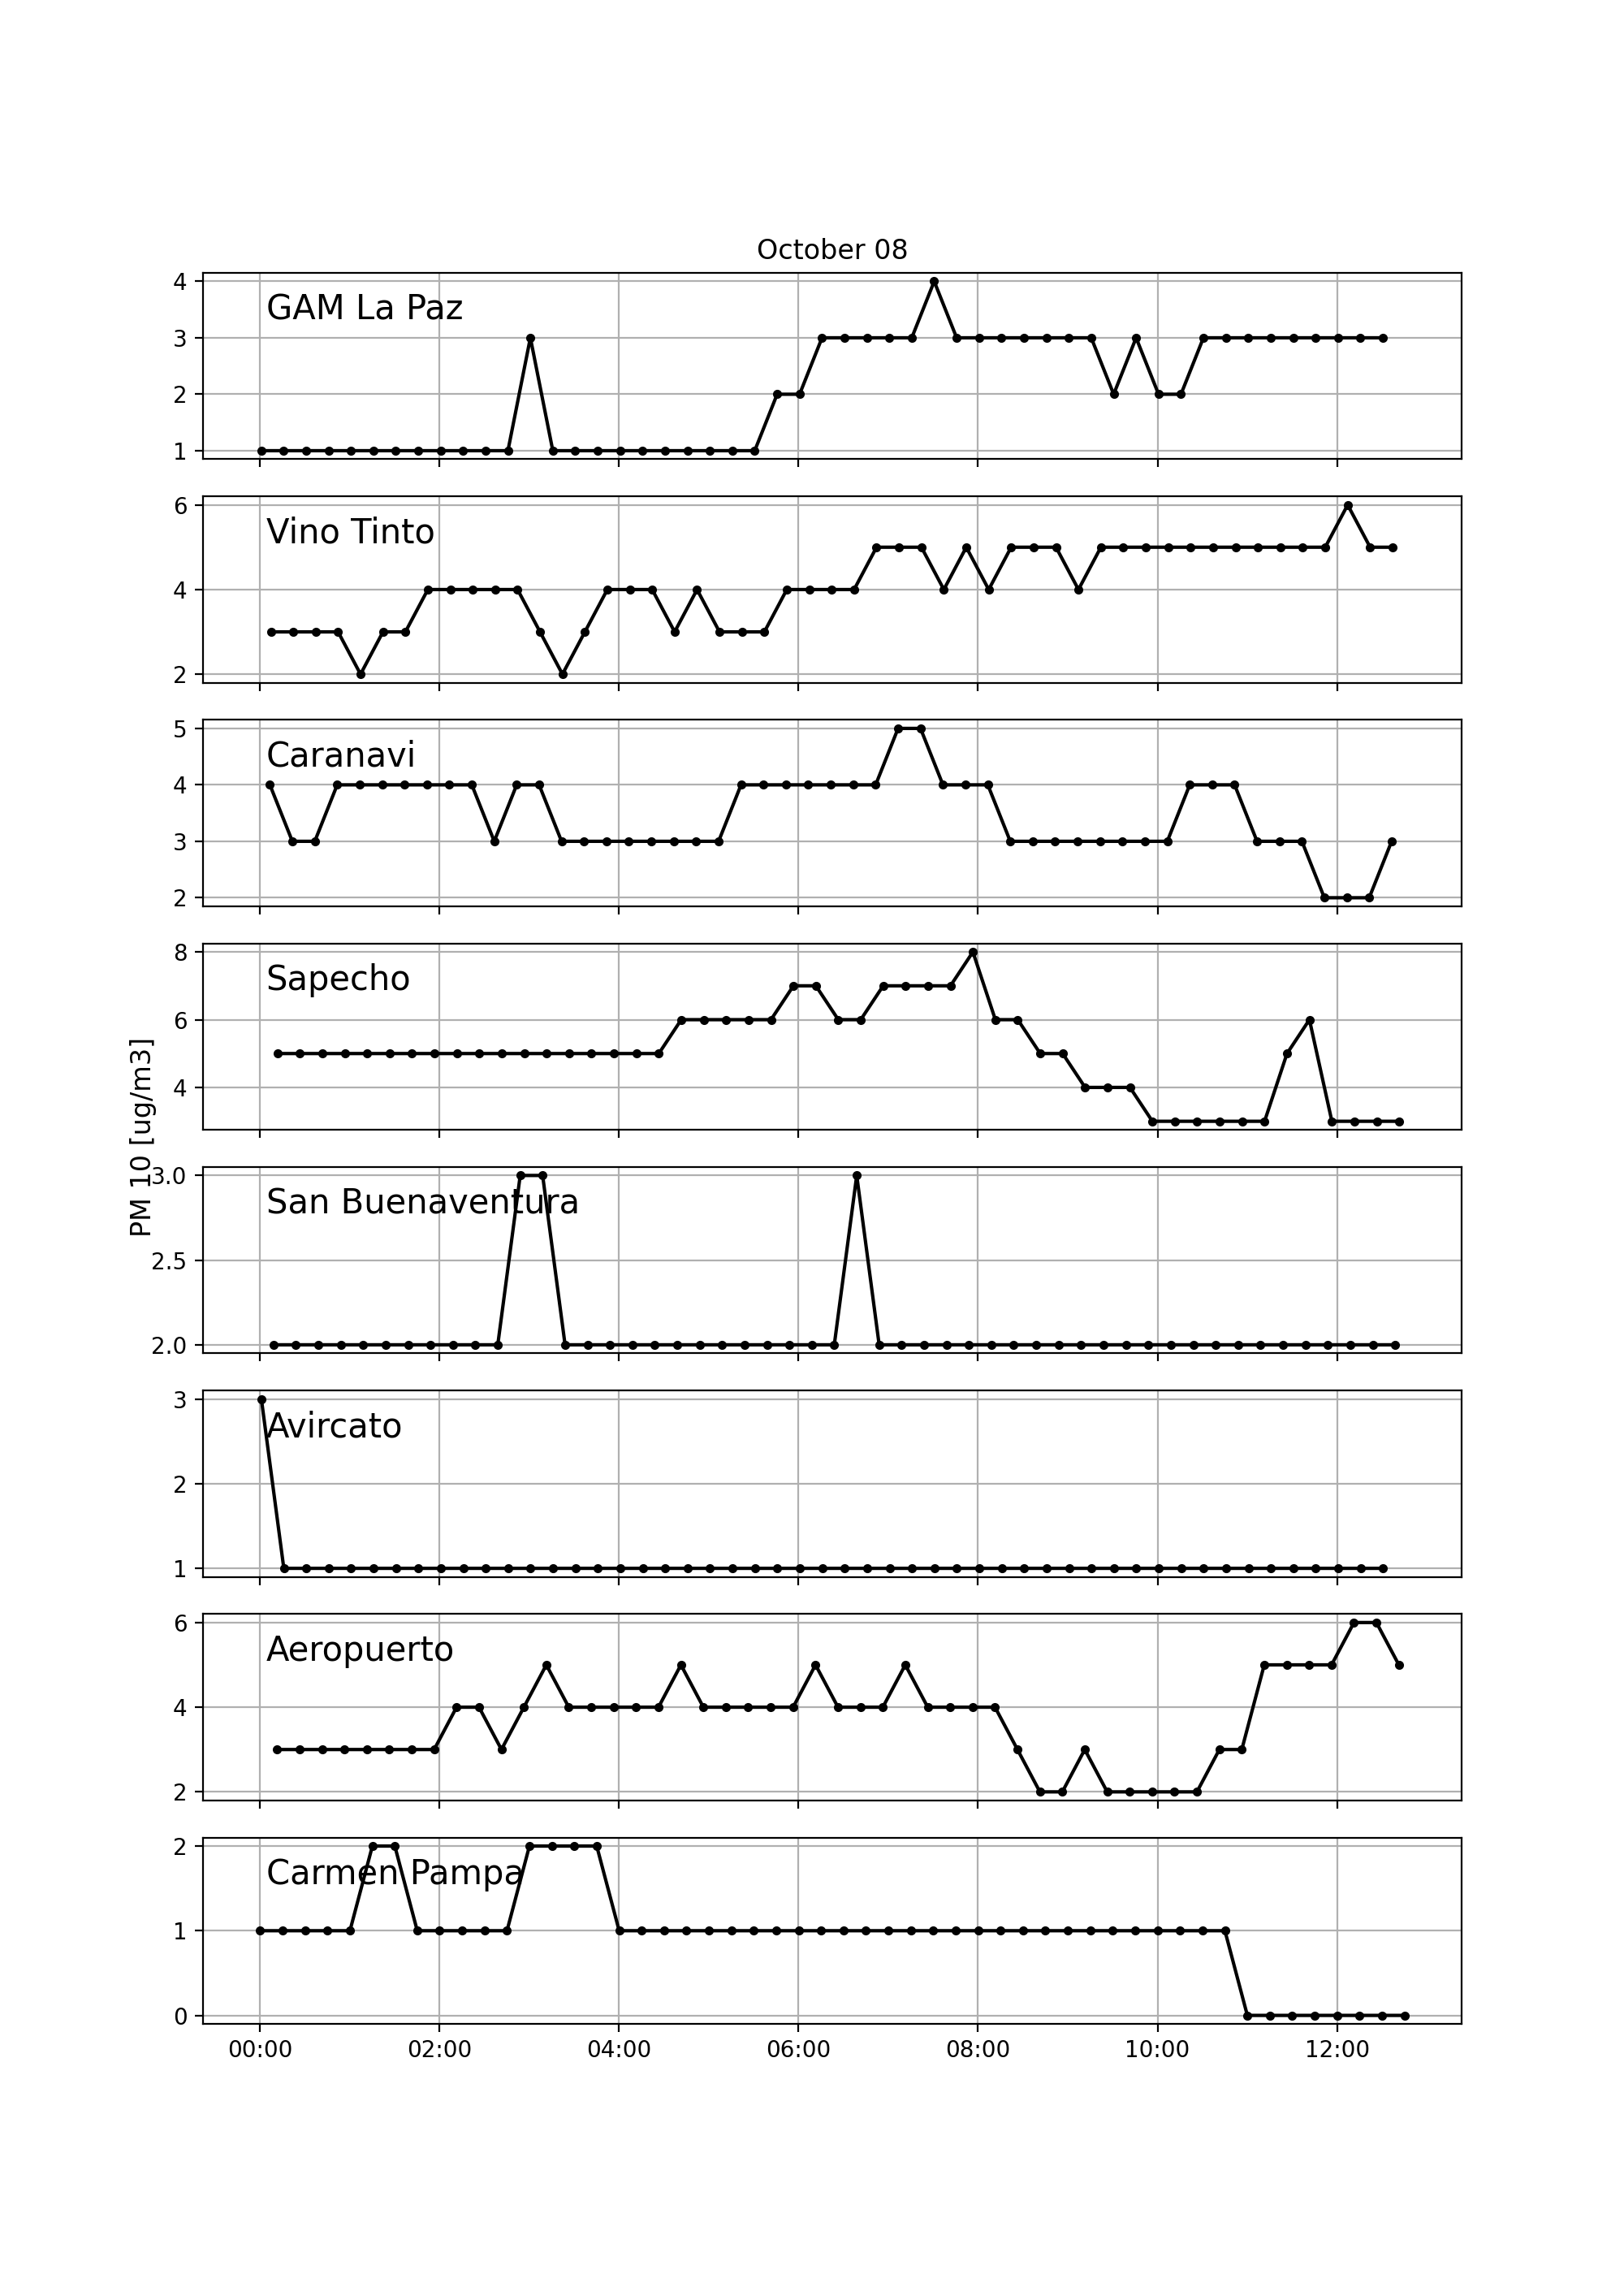 October 08
4
GAM La Paz
3
2
1
6
Vino Tinto
4
2
5
Caranavi
4
3
2
8
Sapecho
6
4
PM 10 [ug/m3]
3.0
San Buenaventura
2.5
2.0
3
Avircato
2
1
6
Aeropuerto
4
2
2
Carmen Pampa
1
0
00:00 02:00 04:00 06:00 08:00 10:00 12:00